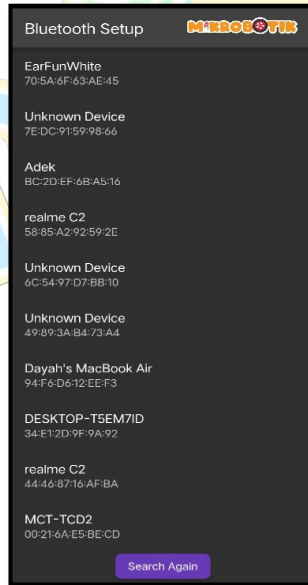 Bluetooth Setup
MIKROBOTIK
EarFunWhite
70:5A:6F:63:AE:45
Unknown Device
7E:DC:91:59:98:66
Adek
BC:2D:EF:6B:A5:16
realme C2
58:85:A2:92:59:2E
Unknown Device
6C:54:97:D7:BB:10
Unknown Device
49:89:3A:B4:73:A4
Dayah's MacBook Air
94:F6:D6:12:EE:F3
DESKTOP-T5EM7ID
34:E1:2D:9F:9A:92
realme C2
44:46:87:16:AF:BA
MCT-TCD2
00:21:6A:E5:BE:CD
Search Again